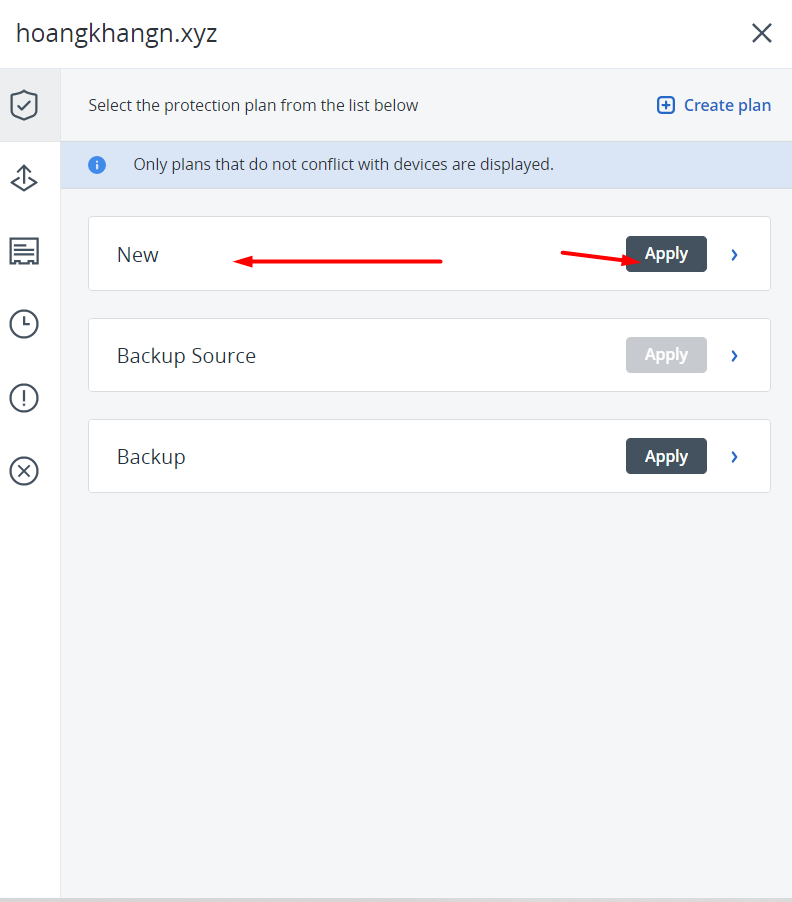 hoangkhangn.xyz
Select the protection plan from the list below
Create plan
Only plans that do not conflict with devices are displayed.
New
Apply
Backup Source
Apply
Backup
Apply